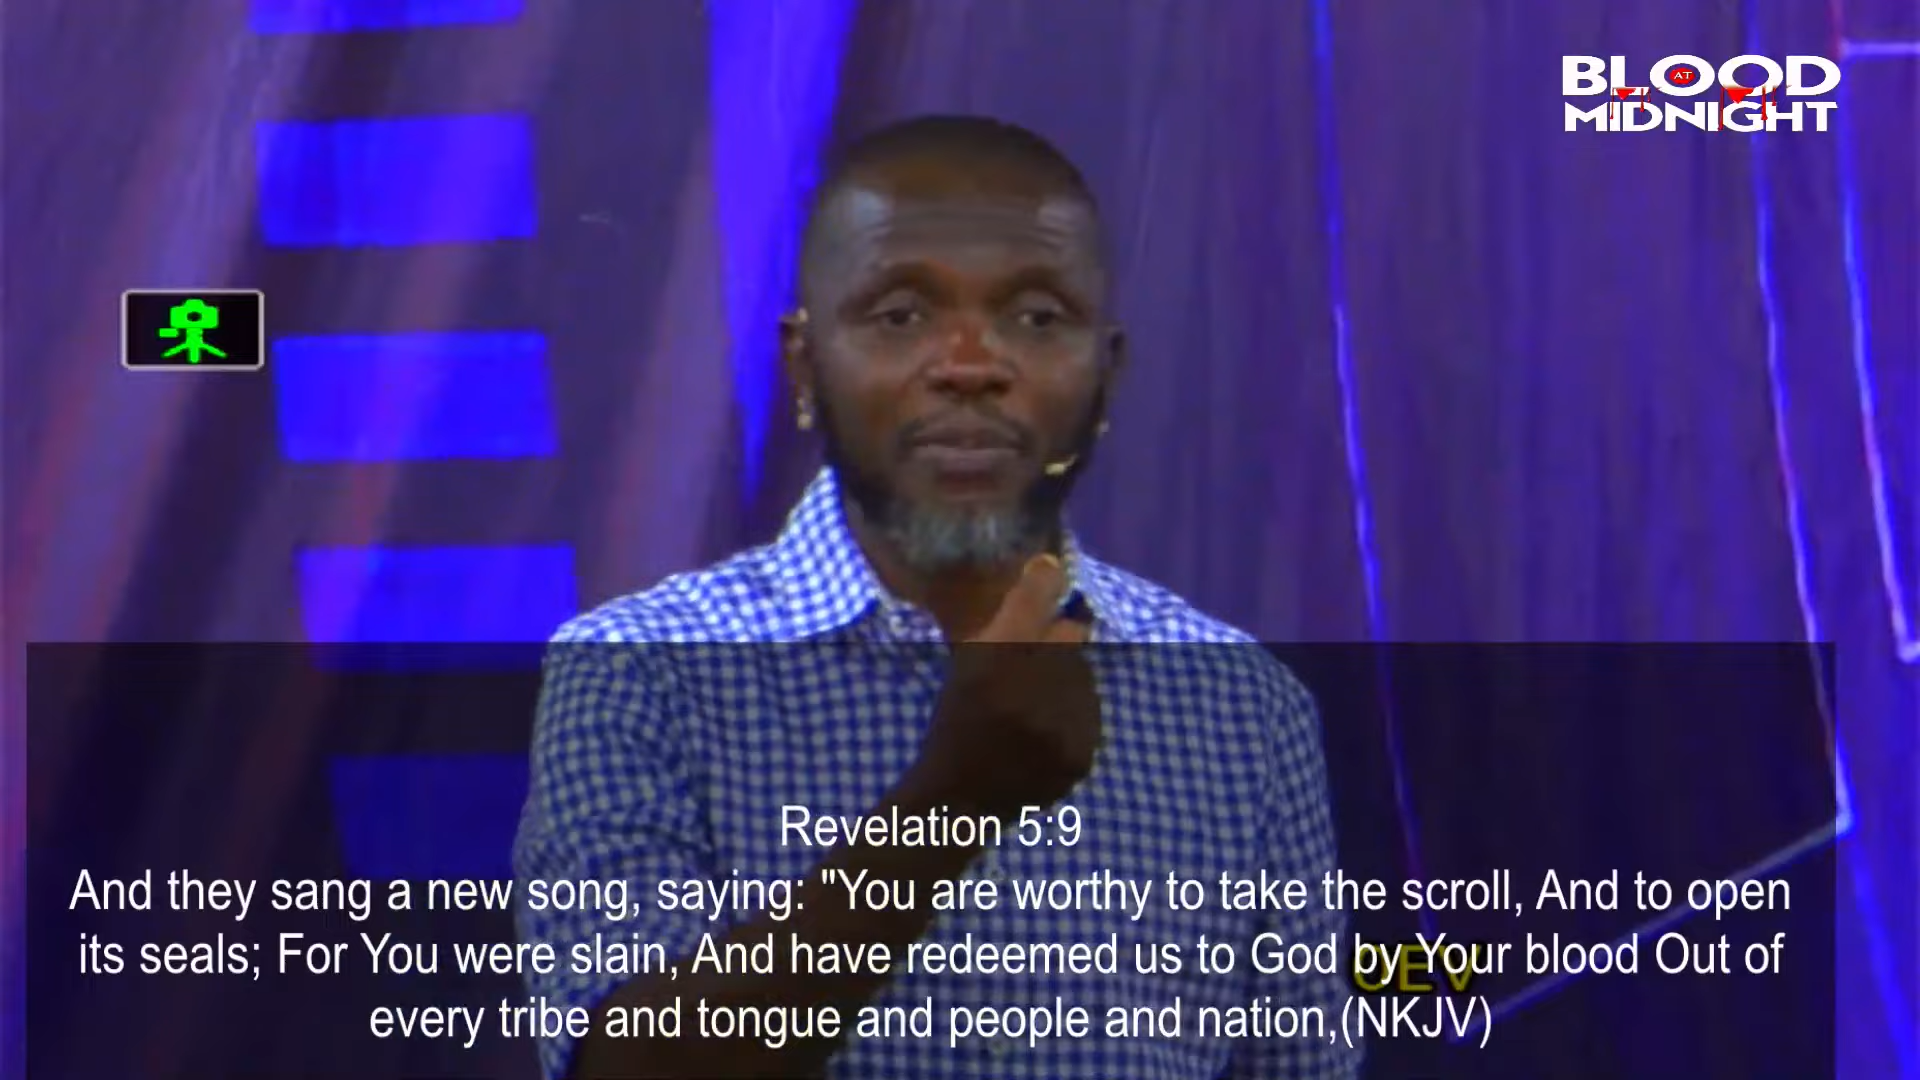 BLOOD
AT
MIDNIGHT
Revelation 5:9
And they sang a new song, saying: "You are worthy to take the scroll, And to open
its seals; For You were slain, And have redeemed us to God by Your blood Out of
every tribe and tongue and people and nation,(NKJV)